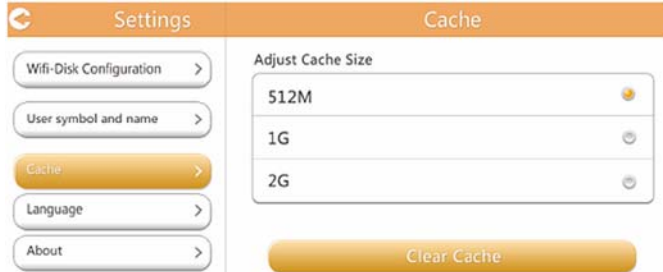 Settings
Cache
Wifi-Disk Configuration
User symbol and name
Cache
Language
About
Adjust Cache Size
512M
1G
2G
Clear Cache